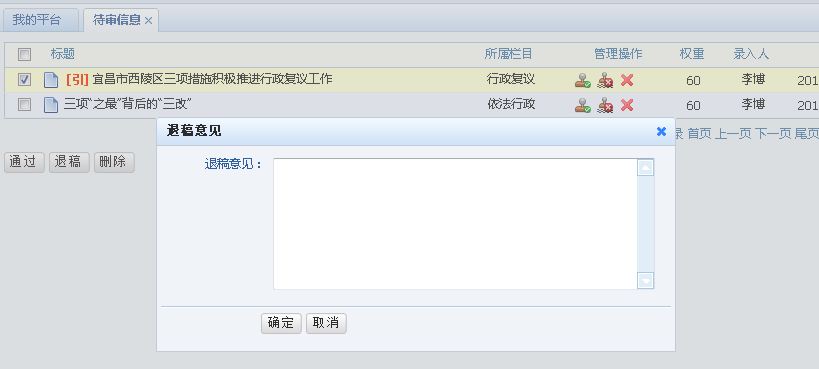 我的平台 待审信息
标题 所属栏目 管理操作 权重 录入人
[引] 宜昌市西陵区三项措施积极推进行政复议工作 行政复议 60 李博 201
三项“之最”背后的“三改” 依法行政 60 李博 201
录 首页 上一页 下一页 尾页
通过 退稿 删除
退稿意见
退稿意见：
确定 取消